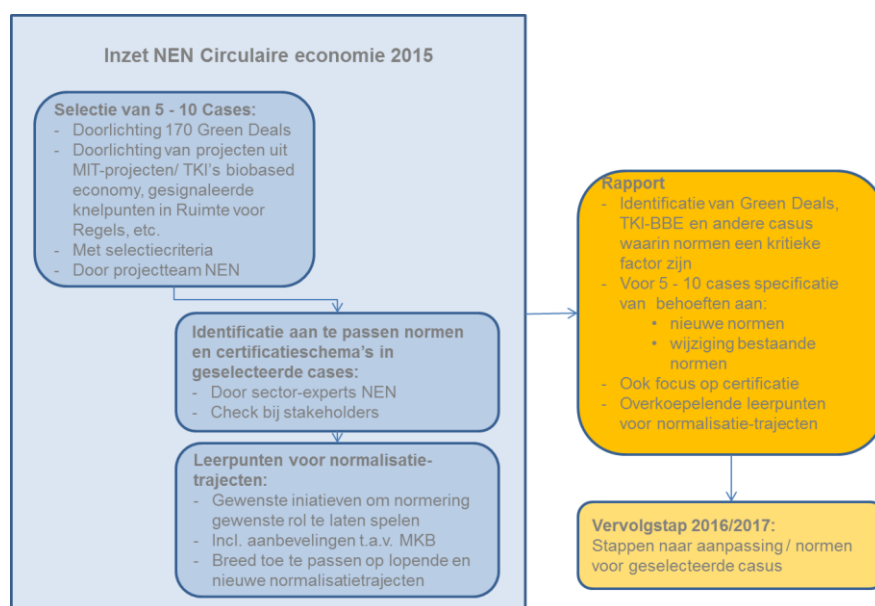 Inzet NEN Circulaire economie 2015
Selectie van 5 - 10 Cases:
- Doorlichting 170 Green Deals
- Doorlichting van projecten uit
MIT-projecten/ TKI's biobased
economy, gesignaleerde
knelpunten in Ruimte voor
Regels, etc.
- Met selectiecriteria
- Door projectteam NEN
Identificatie aan te passen normen
en certificatieschema's in
geselecteerde cases:
- Door sector-experts NEN
- Check bij stakeholders
Leerpunten voor normalisatie-
trajecten:
- Gewenste iniatieven om normering
gewenste rol te laten spelen
- Incl. aanbevelingen t.a.v. MKB
- Breed toe te passen op lopende en
nieuwe normalisatietrajecten
Rapport
- Identificatie van Green Deals,
TKI-BBE en andere casus
waarin normen een kritieke
factor zijn
- Voor 5 - 10 cases specificatie
van behoeften aan:
• nieuwe normen
• wijziging bestaande
normen
- Ook focus op certificatie
- Overkoepelende leerpunten
voor normalisatie-trajecten
Vervolgstap 2016/2017:
Stappen naar aanpassing / normen
voor geselecteerde casus